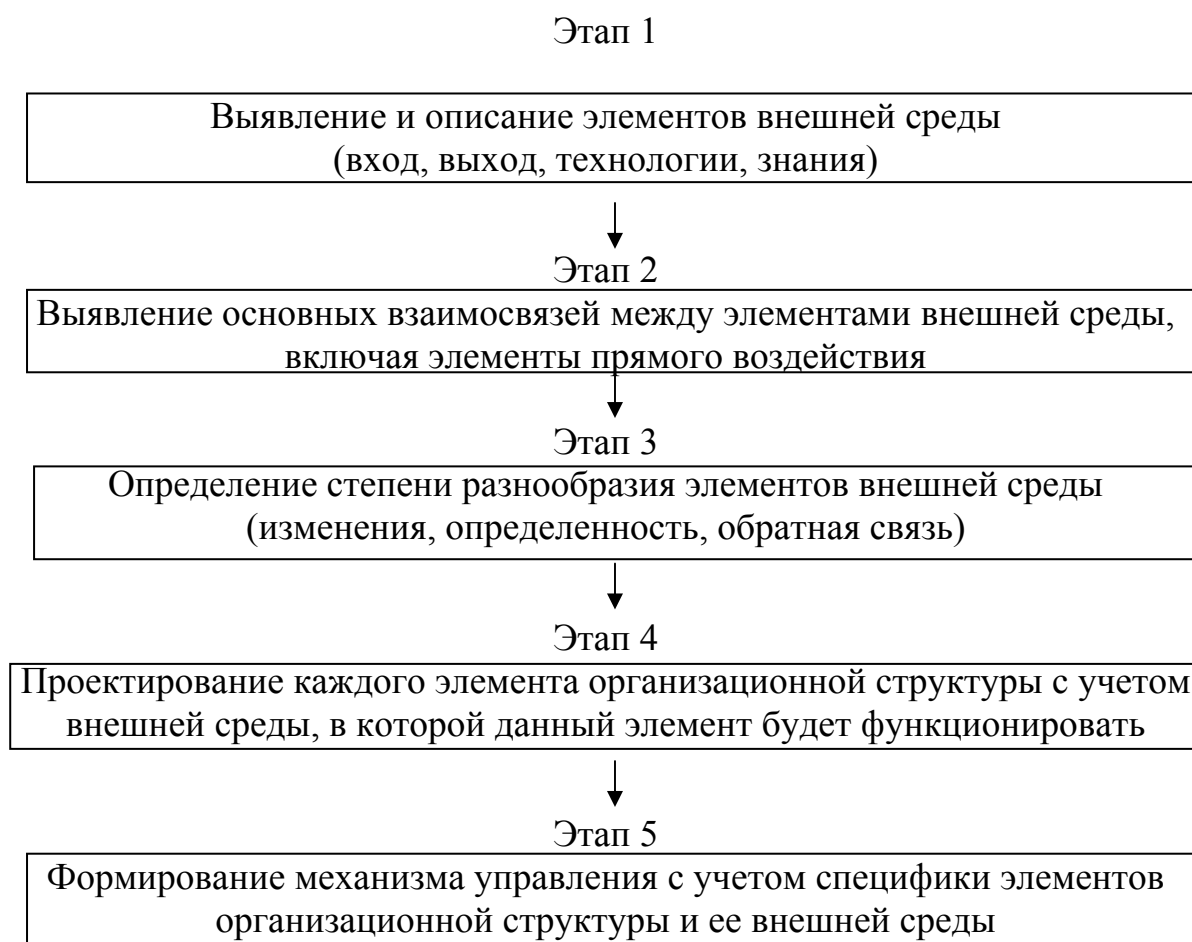 Этап 1
Выявление и описание элементов внешней среды
(вход, выход, технологии, знания)
Этап 2
Выявление основных взаимосвязей между элементами внешней среды,
включая элементы прямого воздействия
Этап 3
Определение степени разнообразия элементов внешней среды
(изменения, определенность, обратная связь)
Этап 4
Проектирование каждого элемента организационной структуры с учетом
внешней среды, в которой данный элемент будет функционировать
Этап 5
Формирование механизма управления с учетом специфики элементов
организационной структуры и ее внешней среды